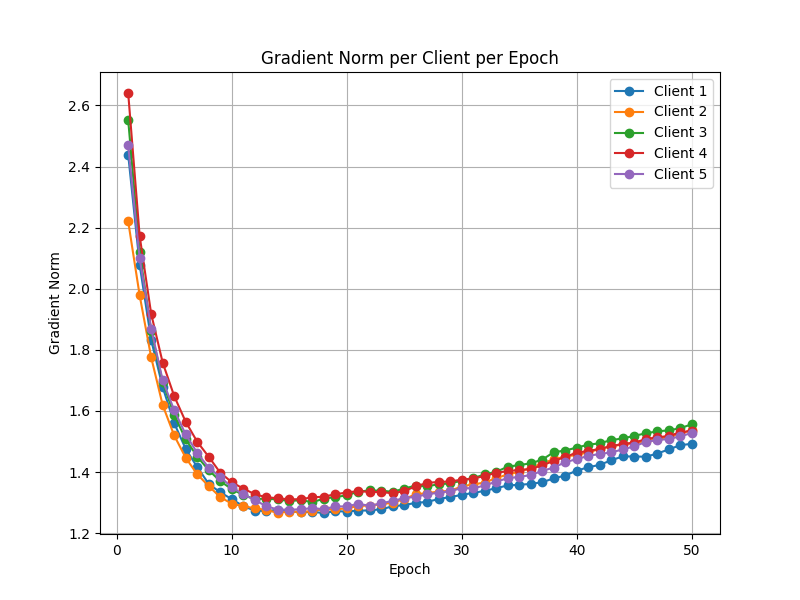 Gradient Norm per Client per Epoch
Client 1
Client 2
Client 3
Client 4
Client 5
Gradient Norm
2.6
2.4
2.2
2.0
1.8
1.6
1.4
1.2
0 10 20 30 40 50
Epoch